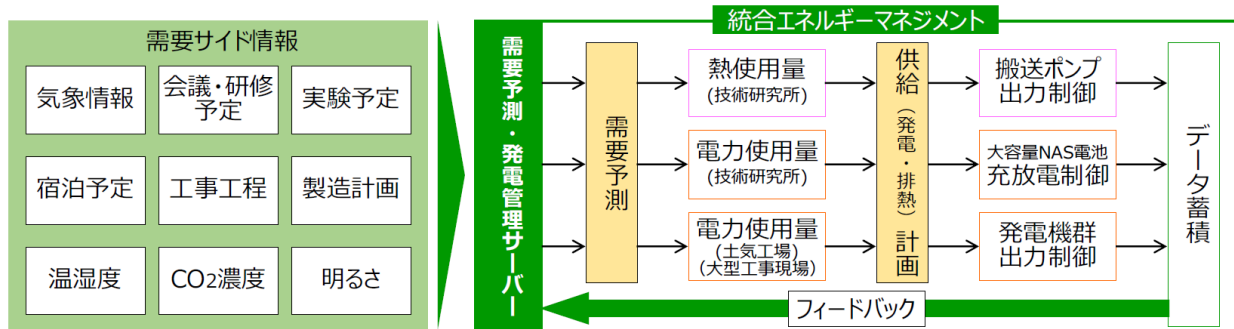 需要サイド情報
気象情報
会議・研修
予定
実験予定
宿泊予定
工事工程
製造計画
温湿度
CO2濃度
明るさ
統合エネルギーマネジメント
需要予測・発電管理サーバー
需要予測
熱使用量
(技術研究所)
電力使用量
(技術研究所)
電力使用量
(土気工場)
(大型工事現場)
供給(発電・排熱)計画
搬送ポンプ
出力制御
大容量NAS電池
充放電制御
発電機群
出力制御
データ蓄積
フィードバック